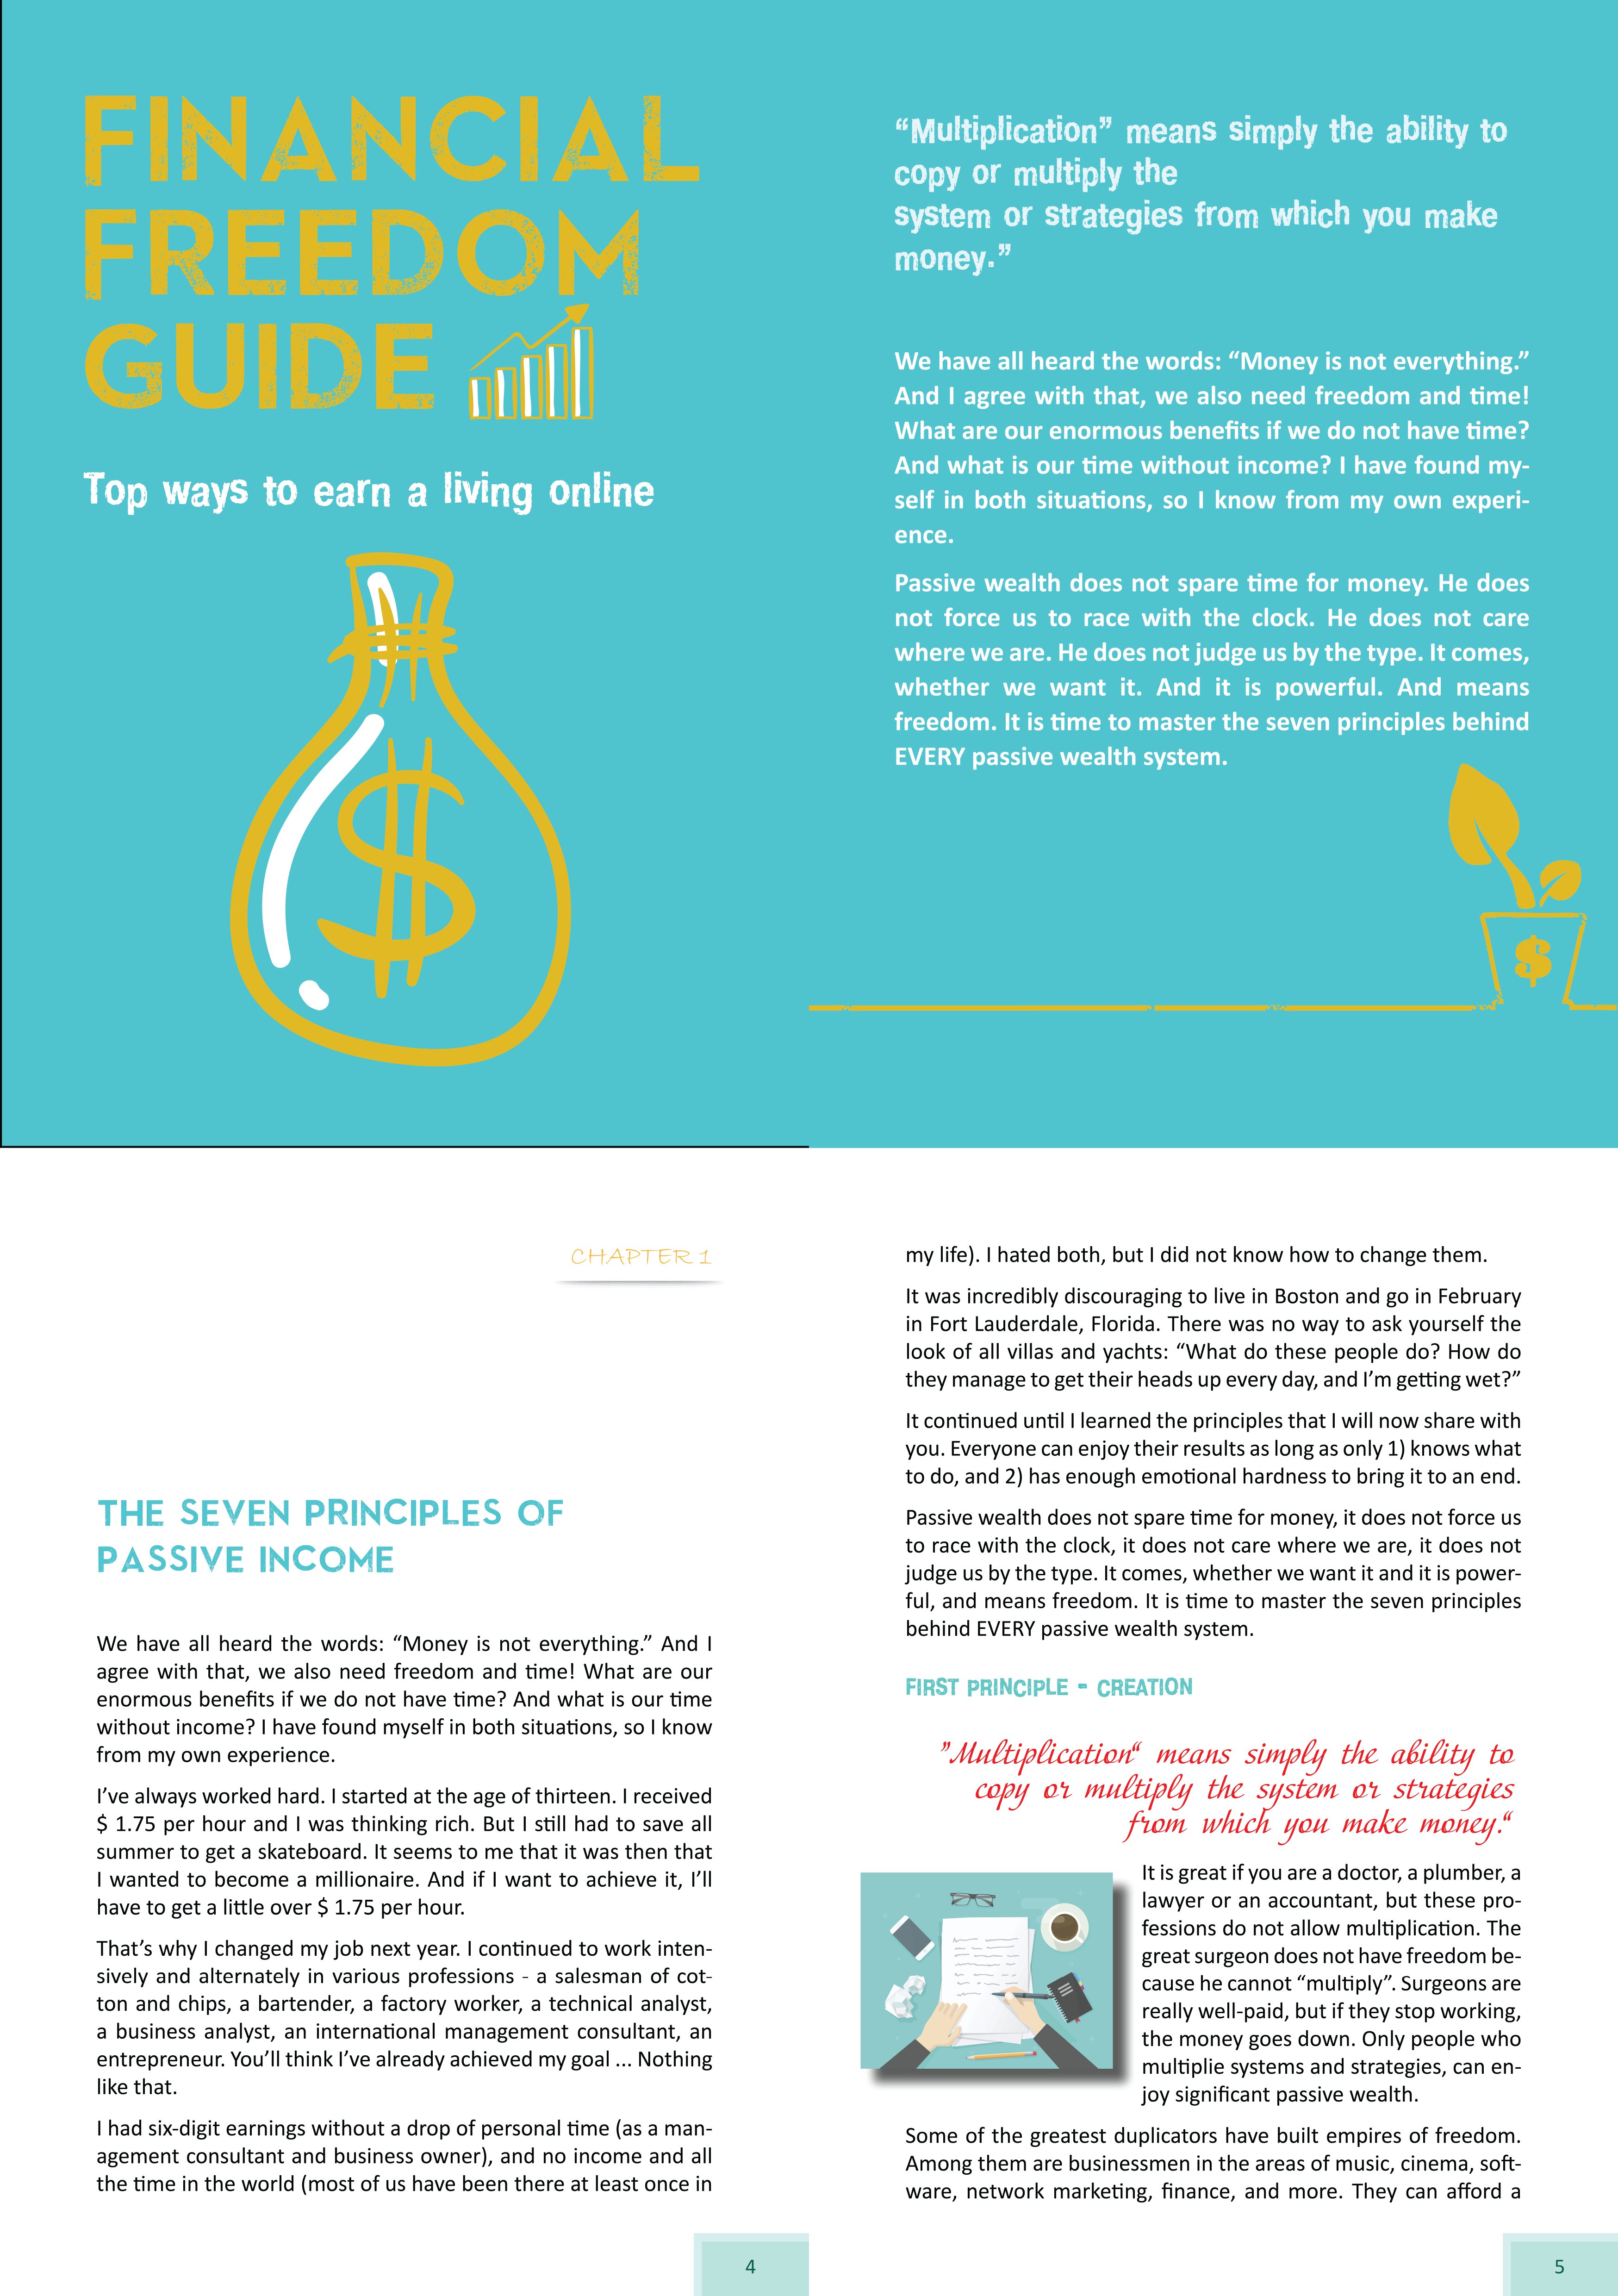 FINANCIAL
FREEDOM
GUIDE
Top ways to earn a living online
$
“Multiplication” means simply the ability to
copy or multiply the
system or strategies from which you make
money.”
We have all heard the words: “Money is not everything.”
And I agree with that, we also need freedom and time!
What are our enormous benefits if we do not have time?
And what is our time without income? I have found my-
self in both situations, so I know from my own experi-
ence.
Passive wealth does not spare time for money. He does
not force us to race with the clock. He does not care
where we are. He does not judge us by the type. It comes,
whether we want it. And it is powerful. And means
freedom. It is time to master the seven principles behind
EVERY passive wealth system.
$
CHAPTER 1
THE SEVEN PRINCIPLES OF
PASSIVE INCOME
We have all heard the words: “Money is not everything.” And I
agree with that, we also need freedom and time! What are our
enormous benefits if we do not have time? And what is our time
without income? I have found myself in both situations, so I know
from my own experience.
I’ve always worked hard. I started at the age of thirteen. I received
$ 1.75 per hour and I was thinking rich. But I still had to save all
summer to get a skateboard. It seems to me that it was then that
I wanted to become a millionaire. And if I want to achieve it, I’ll
have to get a little over $ 1.75 per hour.
That’s why I changed my job next year. I continued to work inten-
sively and alternately in various professions - a salesman of cot-
ton and chips, a bartender, a factory worker, a technical analyst,
a business analyst, an international management consultant, an
entrepreneur. You’ll think I’ve already achieved my goal ... Nothing
like that.
I had six-digit earnings without a drop of personal time (as a man-
agement consultant and business owner), and no income and all
the time in the world (most of us have been there at least once in
4
my life). I hated both, but I did not know how to change them.
It was incredibly discouraging to live in Boston and go in February
in Fort Lauderdale, Florida. There was no way to ask yourself the
look of all villas and yachts: “What do these people do? How do
they manage to get their heads up every day, and I’m getting wet?”
It continued until I learned the principles that I will now share with
you. Everyone can enjoy their results as long as only 1) knows what
to do, and 2) has enough emotional hardness to bring it to an end.
Passive wealth does not spare time for money, it does not force us
to race with the clock, it does not care where we are, it does not
judge us by the type. It comes, whether we want it and it is power-
ful, and means freedom. It is time to master the seven principles
behind EVERY passive wealth system.
FIRST PRINCIPLE - CREATION
”Multiplication“ means simply the ability to
copy or multiply the system or strategies
from which you make money.“
It is great if you are a doctor, a plumber, a
lawyer or an accountant, but these pro-
fessions do not allow multiplication. The
great surgeon does not have freedom be-
cause he cannot “multiply”. Surgeons are
really well-paid, but if they stop working,
the money goes down. Only people who
multiplie systems and strategies, can en-
joy significant passive wealth.
Some of the greatest duplicators have built empires of freedom.
Among them are businessmen in the areas of music, cinema, soft-
ware, network marketing, finance, and more. They can afford a
5